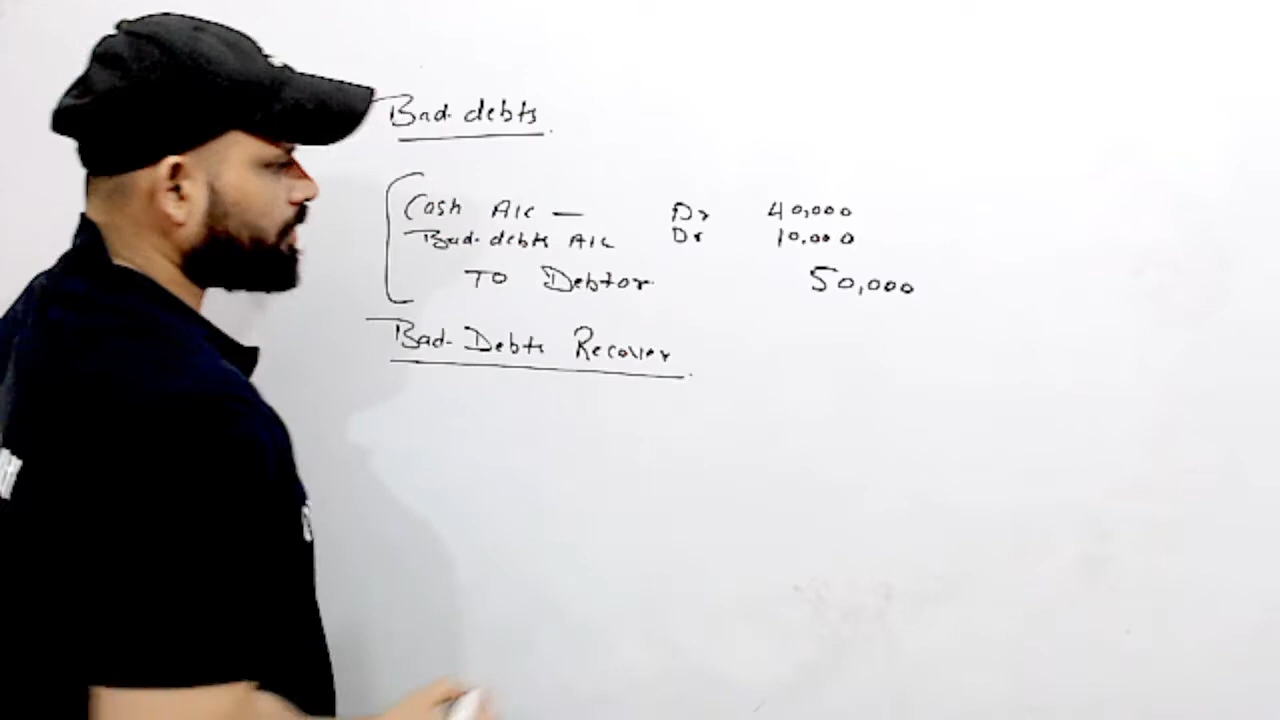 Bad debts.
Cash A/c — Dr 40,000
Bad debts A/c Dr 10,000
To Debtor. 50,000
Bad Debts Recover.